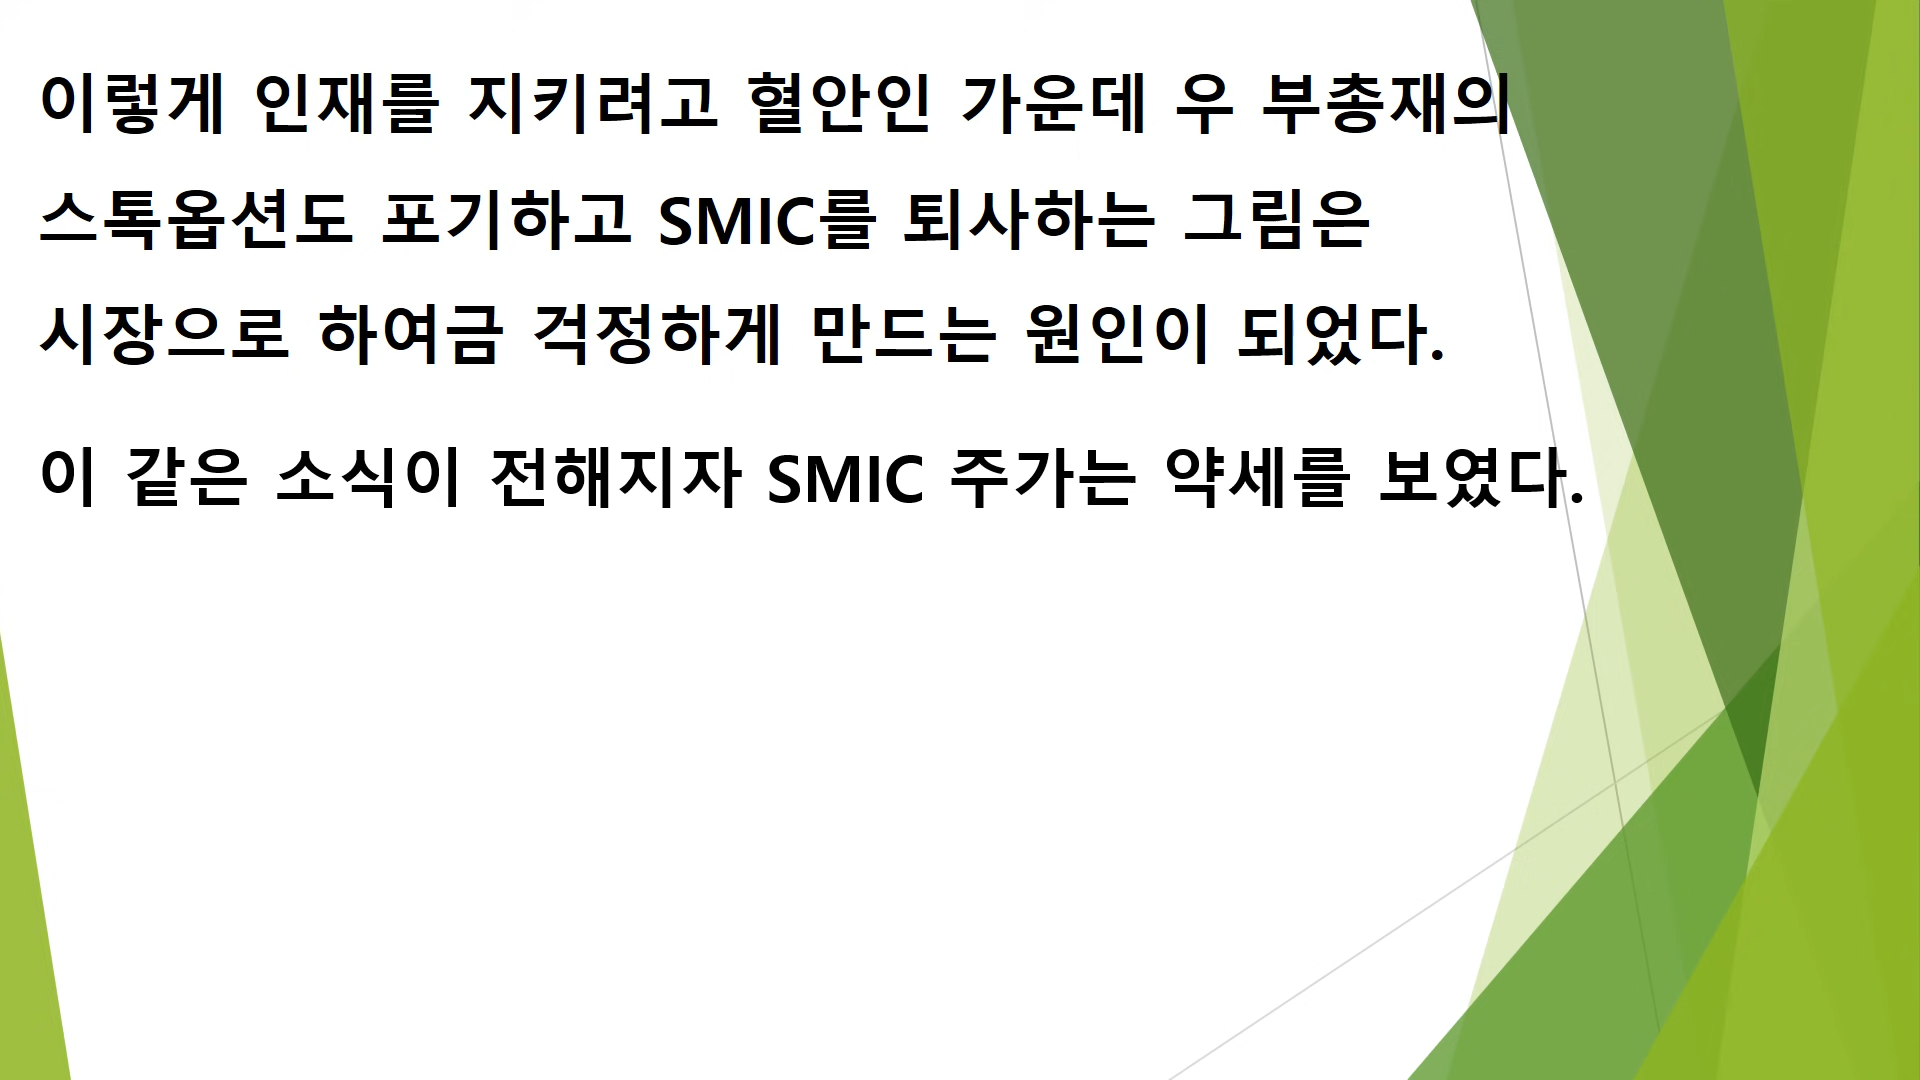 이렇게 인재를 지키려고 혈안인 가운데 우 부총재의
스톡옵션도 포기하고 SMIC를 퇴사하는 그림은
시장으로 하여금 걱정하게 만드는 원인이 되었다.
이 같은 소식이 전해지자 SMIC 주가는 약세를 보였다.